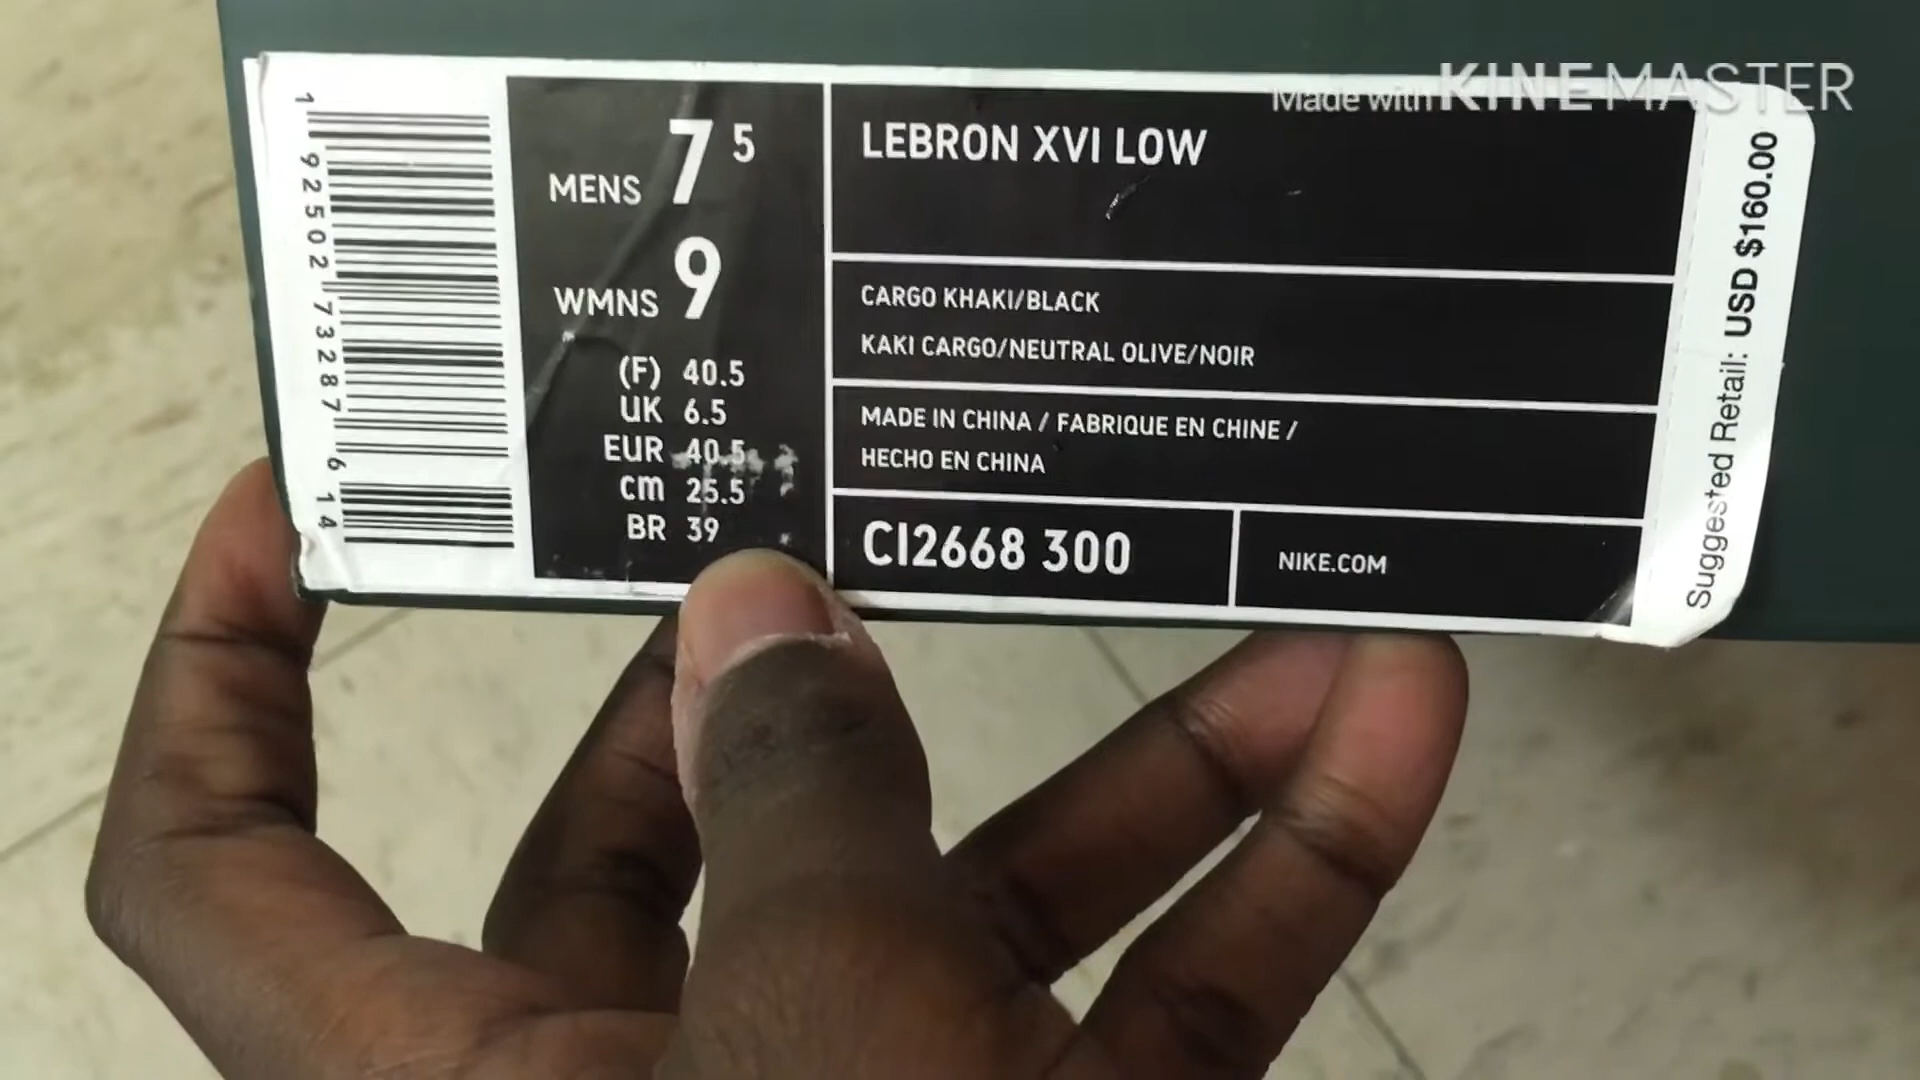 Made with KINEMASTER
1 92502 73287 6 14
MENS 7 5
WMNS 9
(F) 40.5
UK 6.5
EUR 40.5
cm 25.5
BR 39
LEBRON XVI LOW
CARGO KHAKI/BLACK
KAKI CARGO/NEUTRAL OLIVE/NOIR
MADE IN CHINA / FABRIQUE EN CHINE /
HECHO EN CHINA
CI2668 300
NIKE.COM
Suggested Retail: USD $160.00